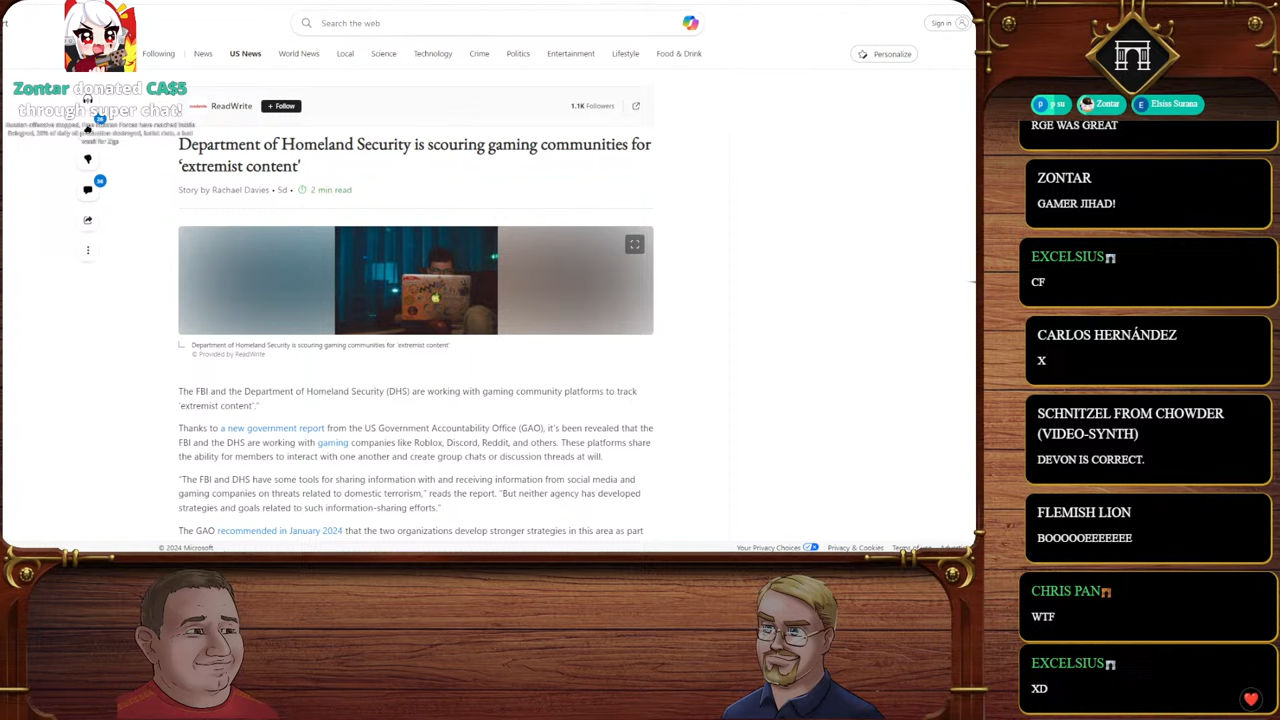 Search the web
Sign in
Following
News
US News
World News
Local
Science
Technology
Crime
Politics
Entertainment
Lifestyle
Food & Drink
Personalize
Zontar donated CA$5
through super chat!
ReadWrite
+ Follow
1.1K Followers
Department of Homeland Security is scouring gaming communities for
‘extremist content'
Story by Rachael Davies • 5d •
2 min read
Department of Homeland Security is scouring gaming communities for 'extremist content'
© Provided by ReadWrite
The FBI and the Department of Homeland Security (DHS) are working with gaming community platforms to track
'extremist content'.”
Thanks to a new government report from the US Government Accountability Office (GAO), it's been revealed that the
FBI and the DHS are working with gaming companies like Roblox, Discord, Reddit, and others. These platforms share
the ability for members to interact with one another and create group chats or discussion threads at will.
“The FBI and DHS have some tools for sharing information with and receiving information from social media and
gaming companies on threats related to domestic terrorism,” reads the report. “But neither agency has developed
strategies and goals related to such information-sharing efforts.”
The GAO recommended in January 2024 that the two organizations develop stronger strategies in this area as part
© 2024 Microsoft
Your Privacy Choices
Privacy & Cookies
Terms of use
P
p su
Zontar
E
Elsiss Surana
RGE WAS GREAT
ZONTAR
GAMER JIHAD!
EXCELSIUS
CF
CARLOS HERNÁNDEZ
X
SCHNITZEL FROM CHOWDER
(VIDEO-SYNTH)
DEVON IS CORRECT.
FLEMISH LION
BOOOOOEEEEEEE
CHRIS PAN
WTF
EXCELSIUS
XD